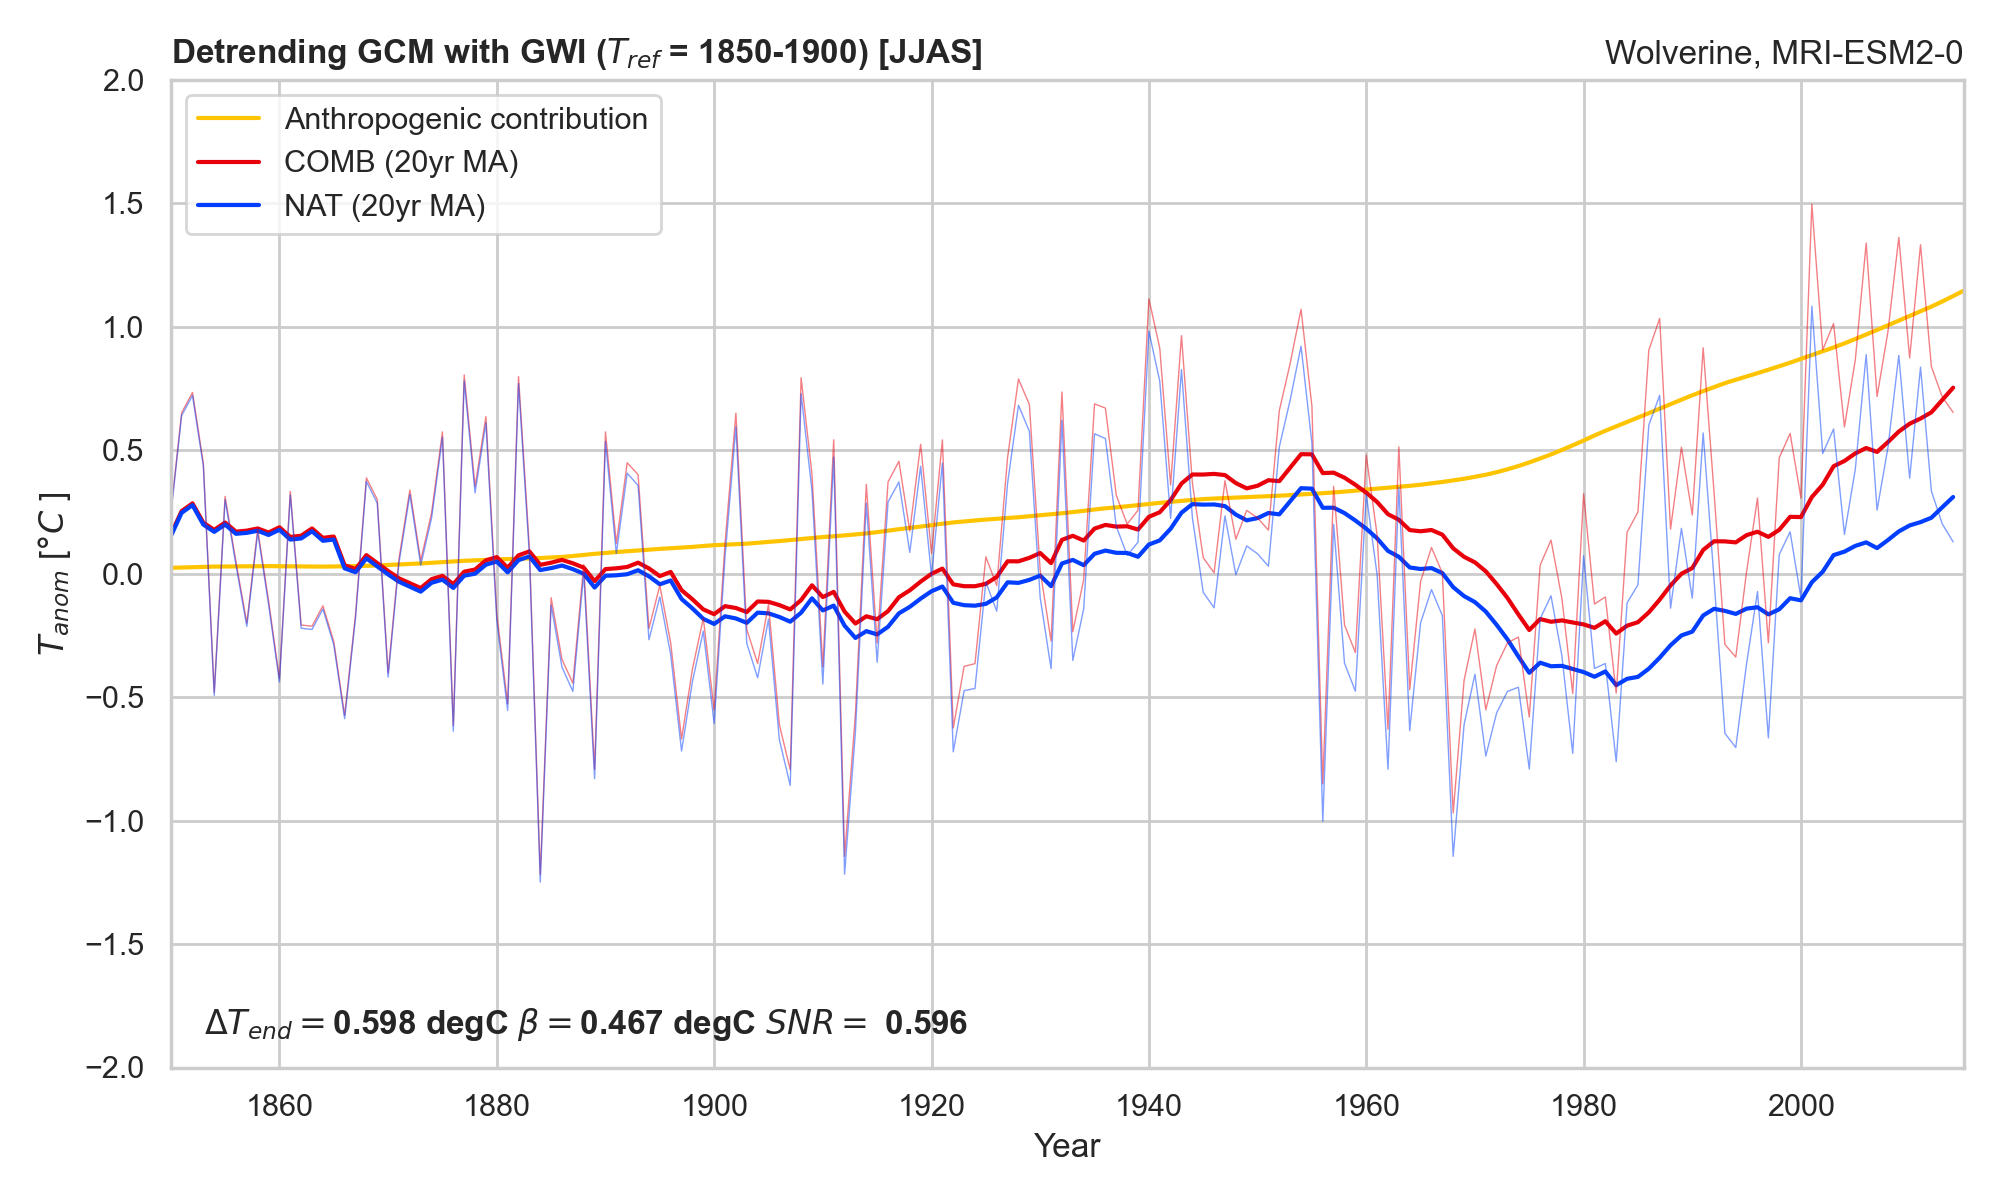 Detrending GCM with GWI (T_ref = 1850-1900) [JJAS]
Wolverine, MRI-ESM2-0
Anthropogenic contribution
COMB (20yr MA)
NAT (20yr MA)
2.0
1.5
1.0
0.5
0.0
−0.5
−1.0
−1.5
−2.0
T_anom [°C]
ΔT_end = 0.598 degC β = 0.467 degC SNR = 0.596
1860 1880 1900 1920 1940 1960 1980 2000
Year